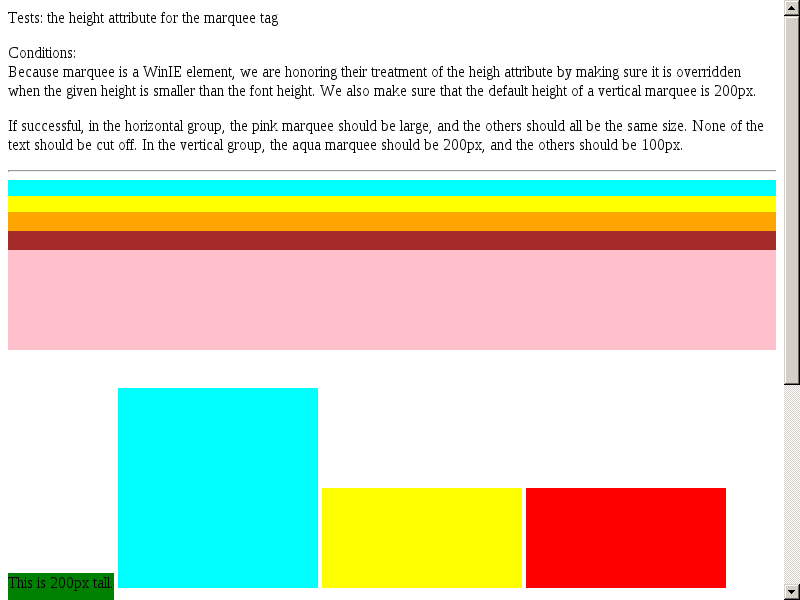 Tests: the height attribute for the marquee tag
Conditions:
Because marquee is a WinIE element, we are honoring their treatment of the heigh attribute by making sure it is overridden
when the given height is smaller than the font height. We also make sure that the default height of a vertical marquee is 200px.
If successful, in the horizontal group, the pink marquee should be large, and the others should all be the same size. None of the
text should be cut off. In the vertical group, the aqua marquee should be 200px, and the others should be 100px.
This is 200px tall.